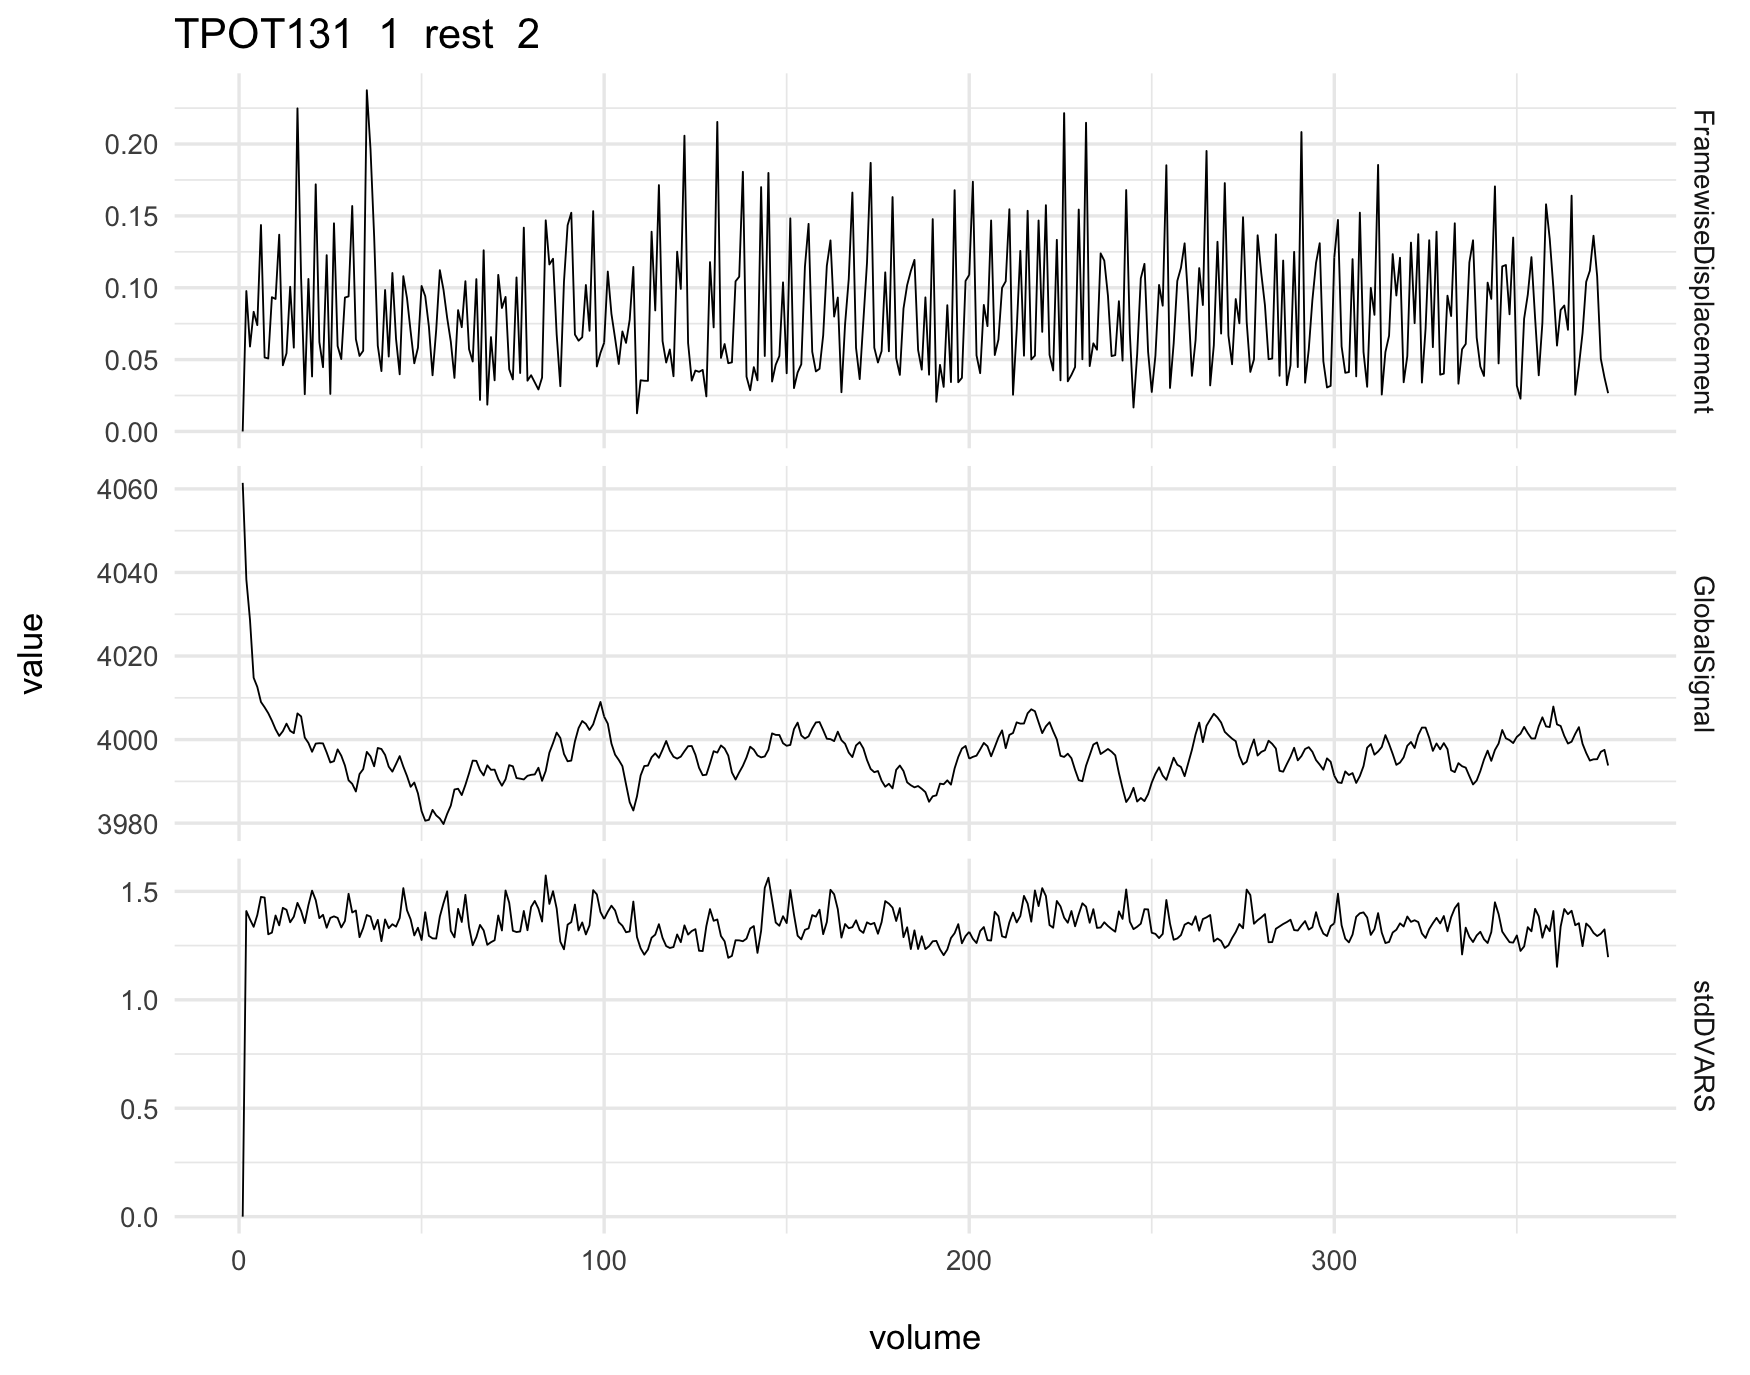 TPOT131 1 rest 2
0.20
0.15
0.10
0.05
0.00
FramewiseDisplacement
4060
4040
4020
4000
3980
GlobalSignal
value
1.5
1.0
0.5
0.0
stdDVARS
0 100 200 300
volume